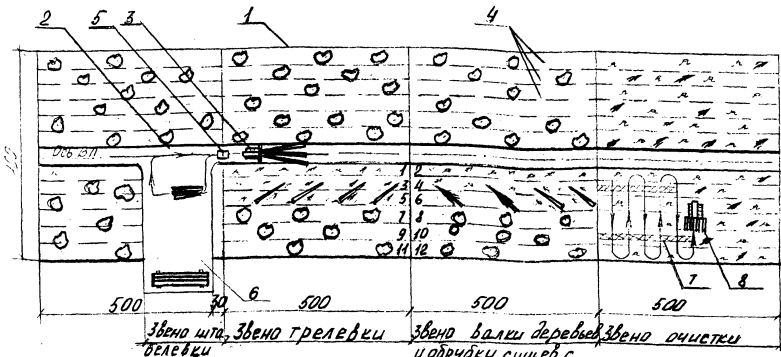 2 5 3 1 4
Ось ВЛ
1 2
3 4
5 6
7 8
9 10
11 12
6 7 8
500 30 500 500 500
Звено шта-
белевки
Звено трелевки
Звено валки деревьев
и обрубки сучьев с
Звено очистки